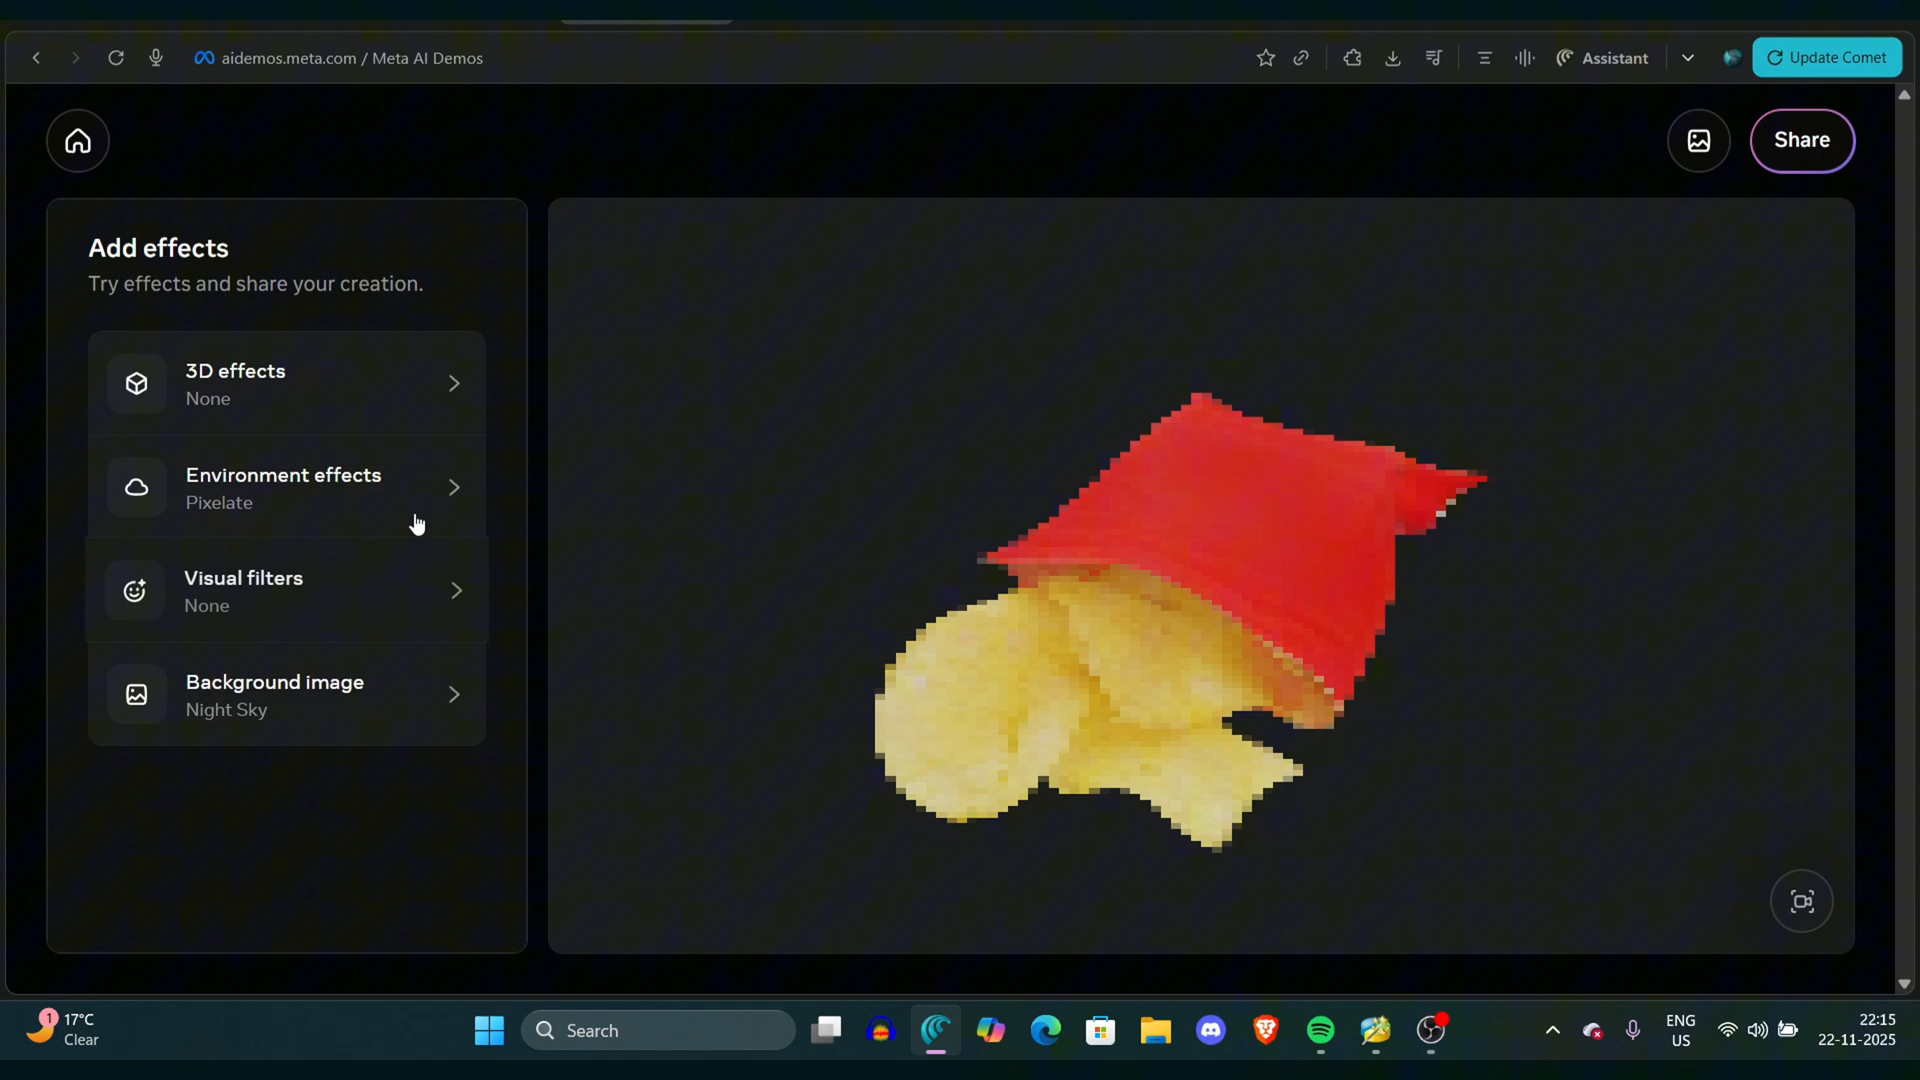 aidemos.meta.com / Meta AI Demos
Assistant
Update Comet
Share
Add effects
Try effects and share your creation.
3D effects
None
Environment effects
Pixelate
Visual filters
None
Background image
Night Sky
1
17°C
Clear
Search
ENG
US
22:15
22-11-2025